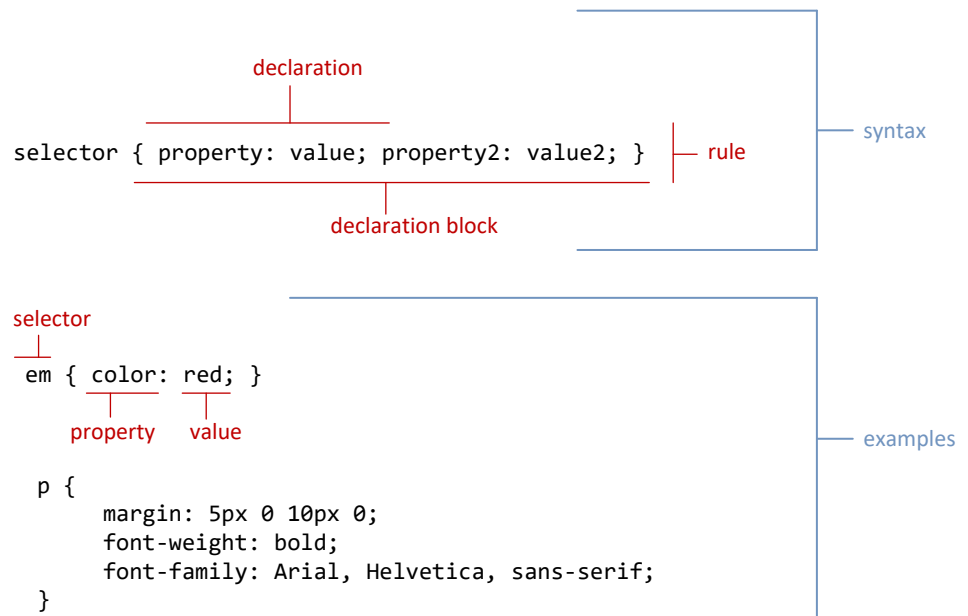 declaration
syntax
selector { property: value; property2: value2; }
rule
declaration block
selector
em { color: red; }
property value
examples
p {
margin: 5px 0 10px 0;
font-weight: bold;
font-family: Arial, Helvetica, sans-serif;
}